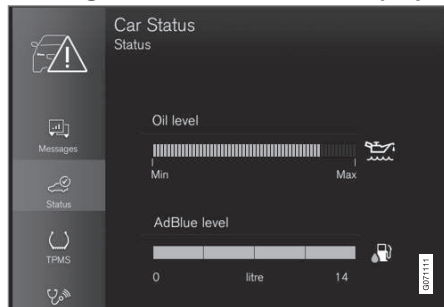 Car Status
Status
Messages
Status
TPMS
Oil level
Min Max
AdBlue level
0 litre 14
G071111